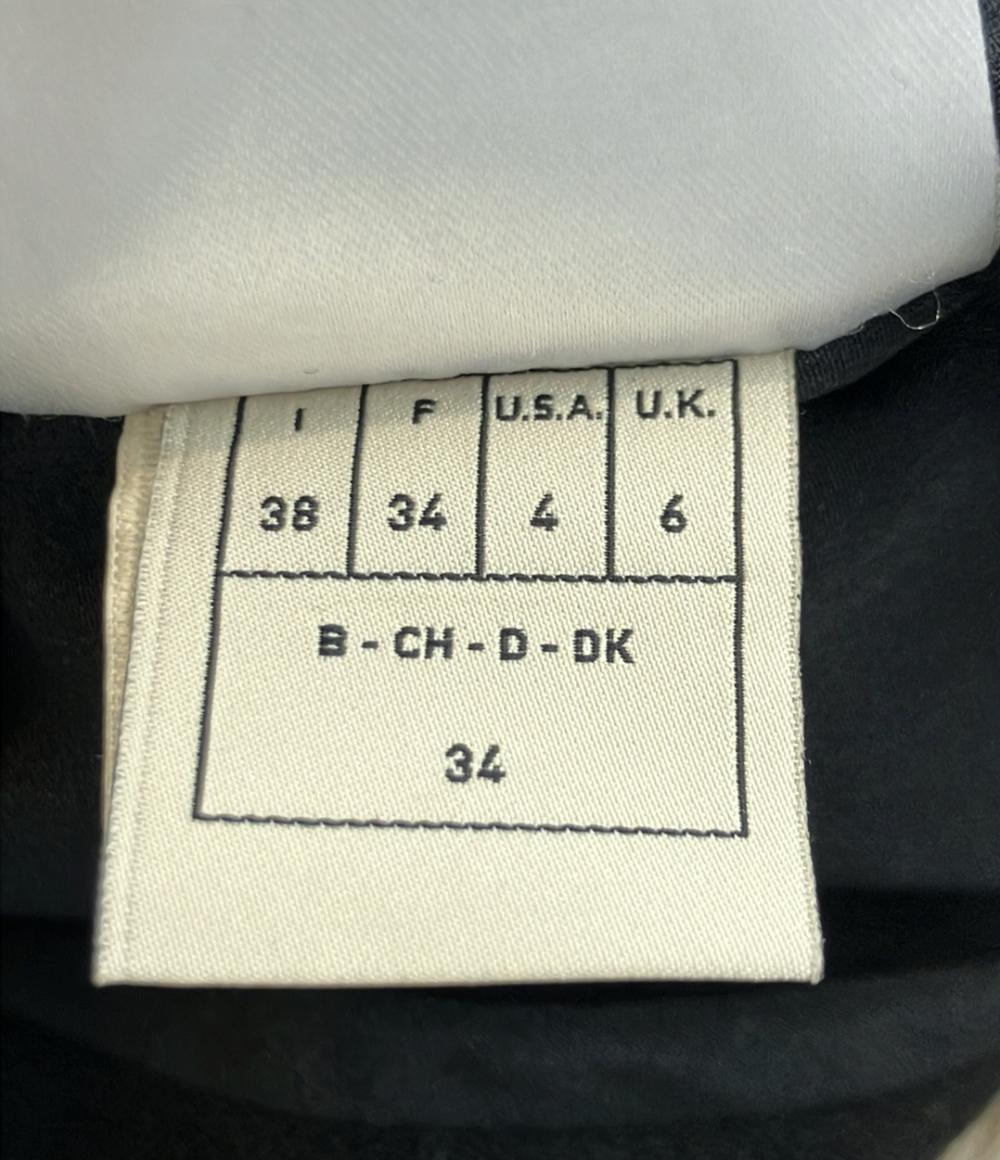 I F U.S.A. U.K.
38 34 4 6
B - CH - D - DK
34